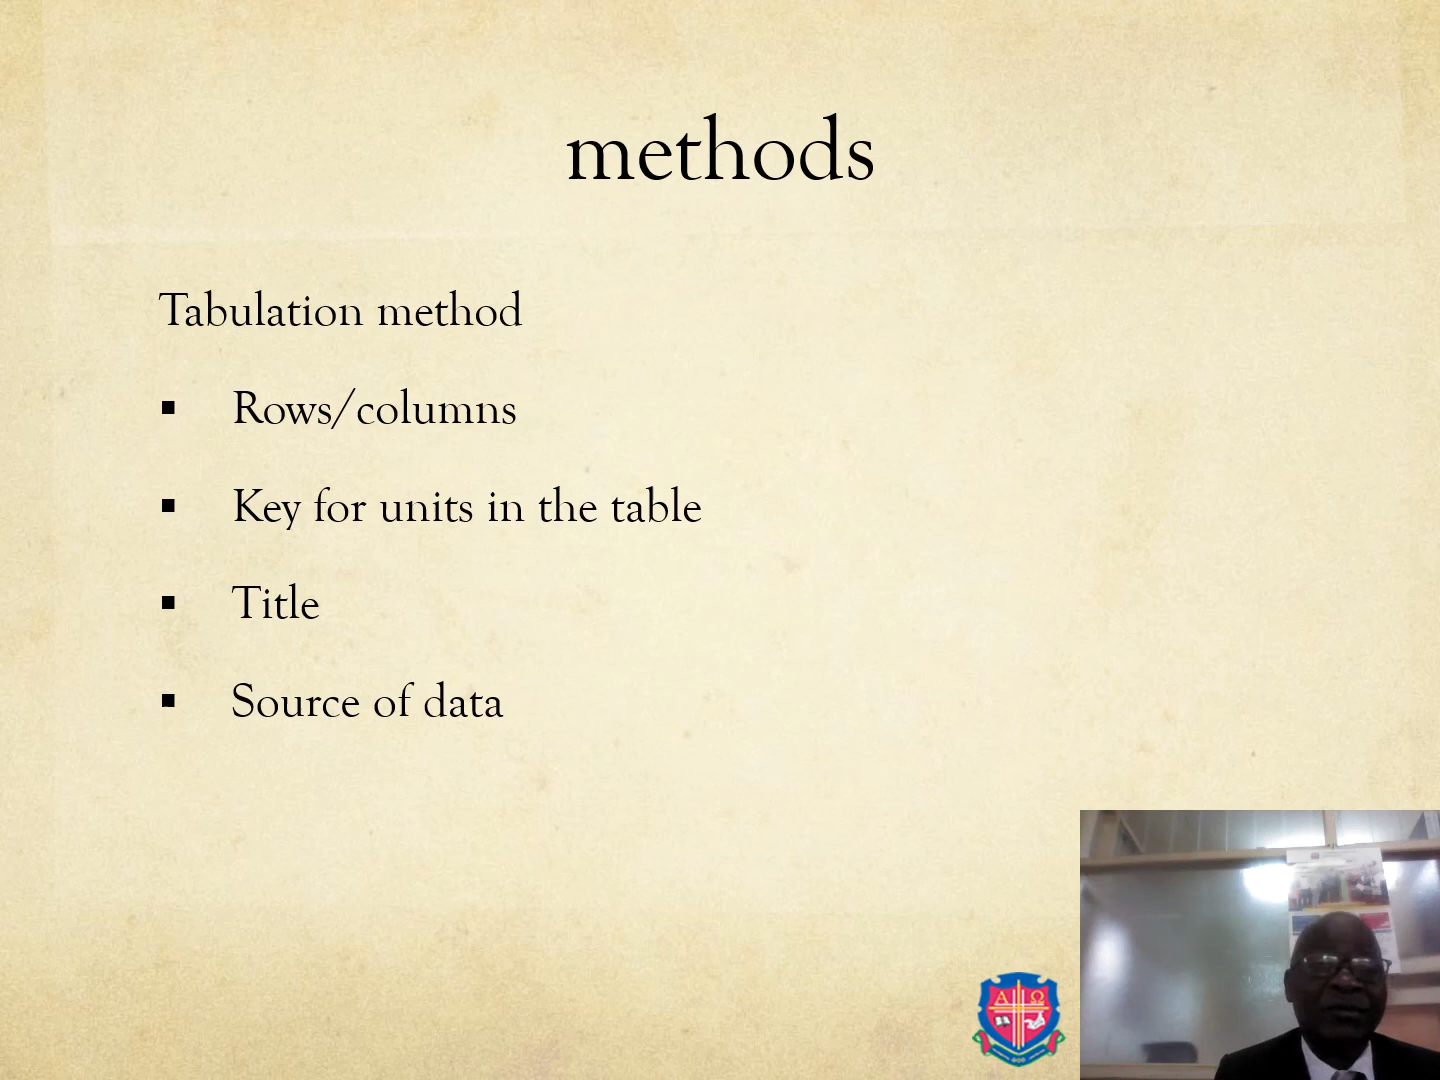 methods
Tabulation method
▪ Rows/columns
▪ Key for units in the table
▪ Title
▪ Source of data
Α Ω